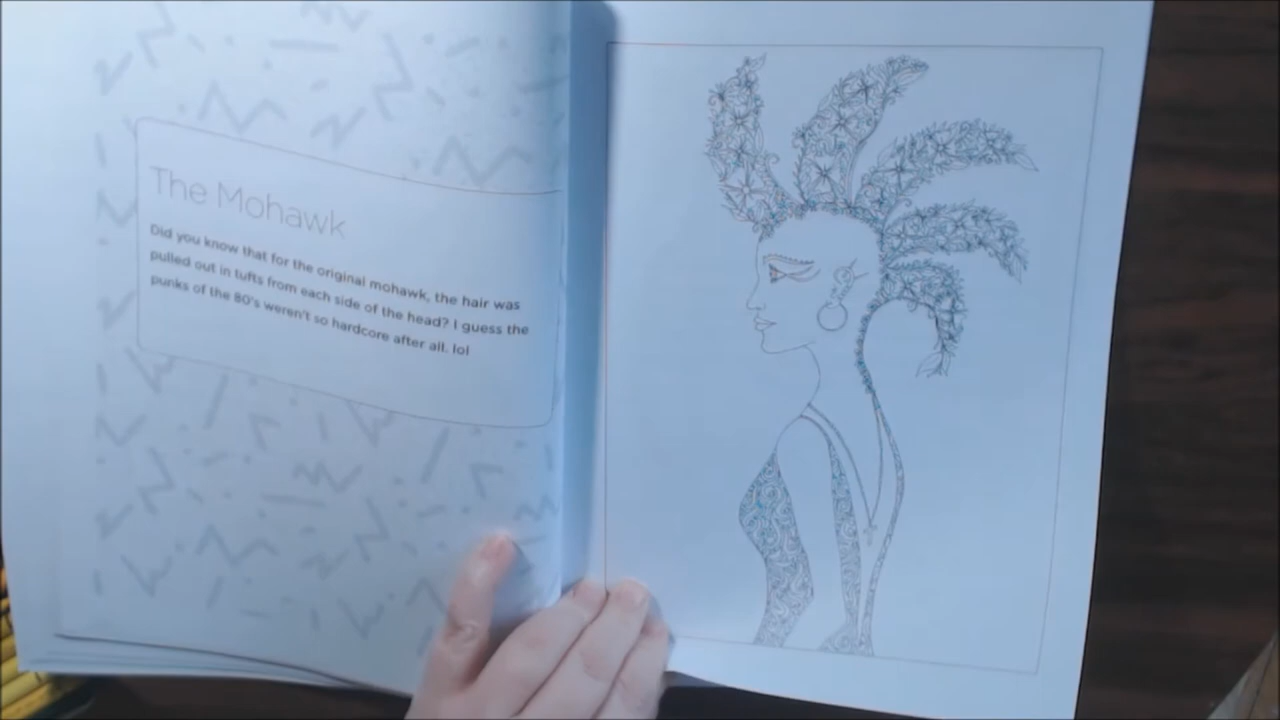 The Mohawk
Did you know that for the original mohawk, the hair was
pulled out in tufts from each side of the head? I guess the
punks of the 80's weren't so hardcore after all. lol